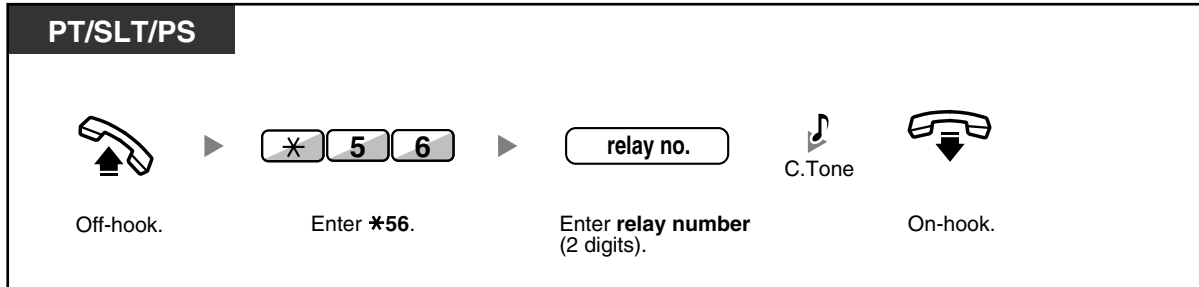 PT/SLT/PS
✳ 5 6
relay no.
C.Tone
Off-hook.
Enter ✳56.
Enter relay number
(2 digits).
On-hook.